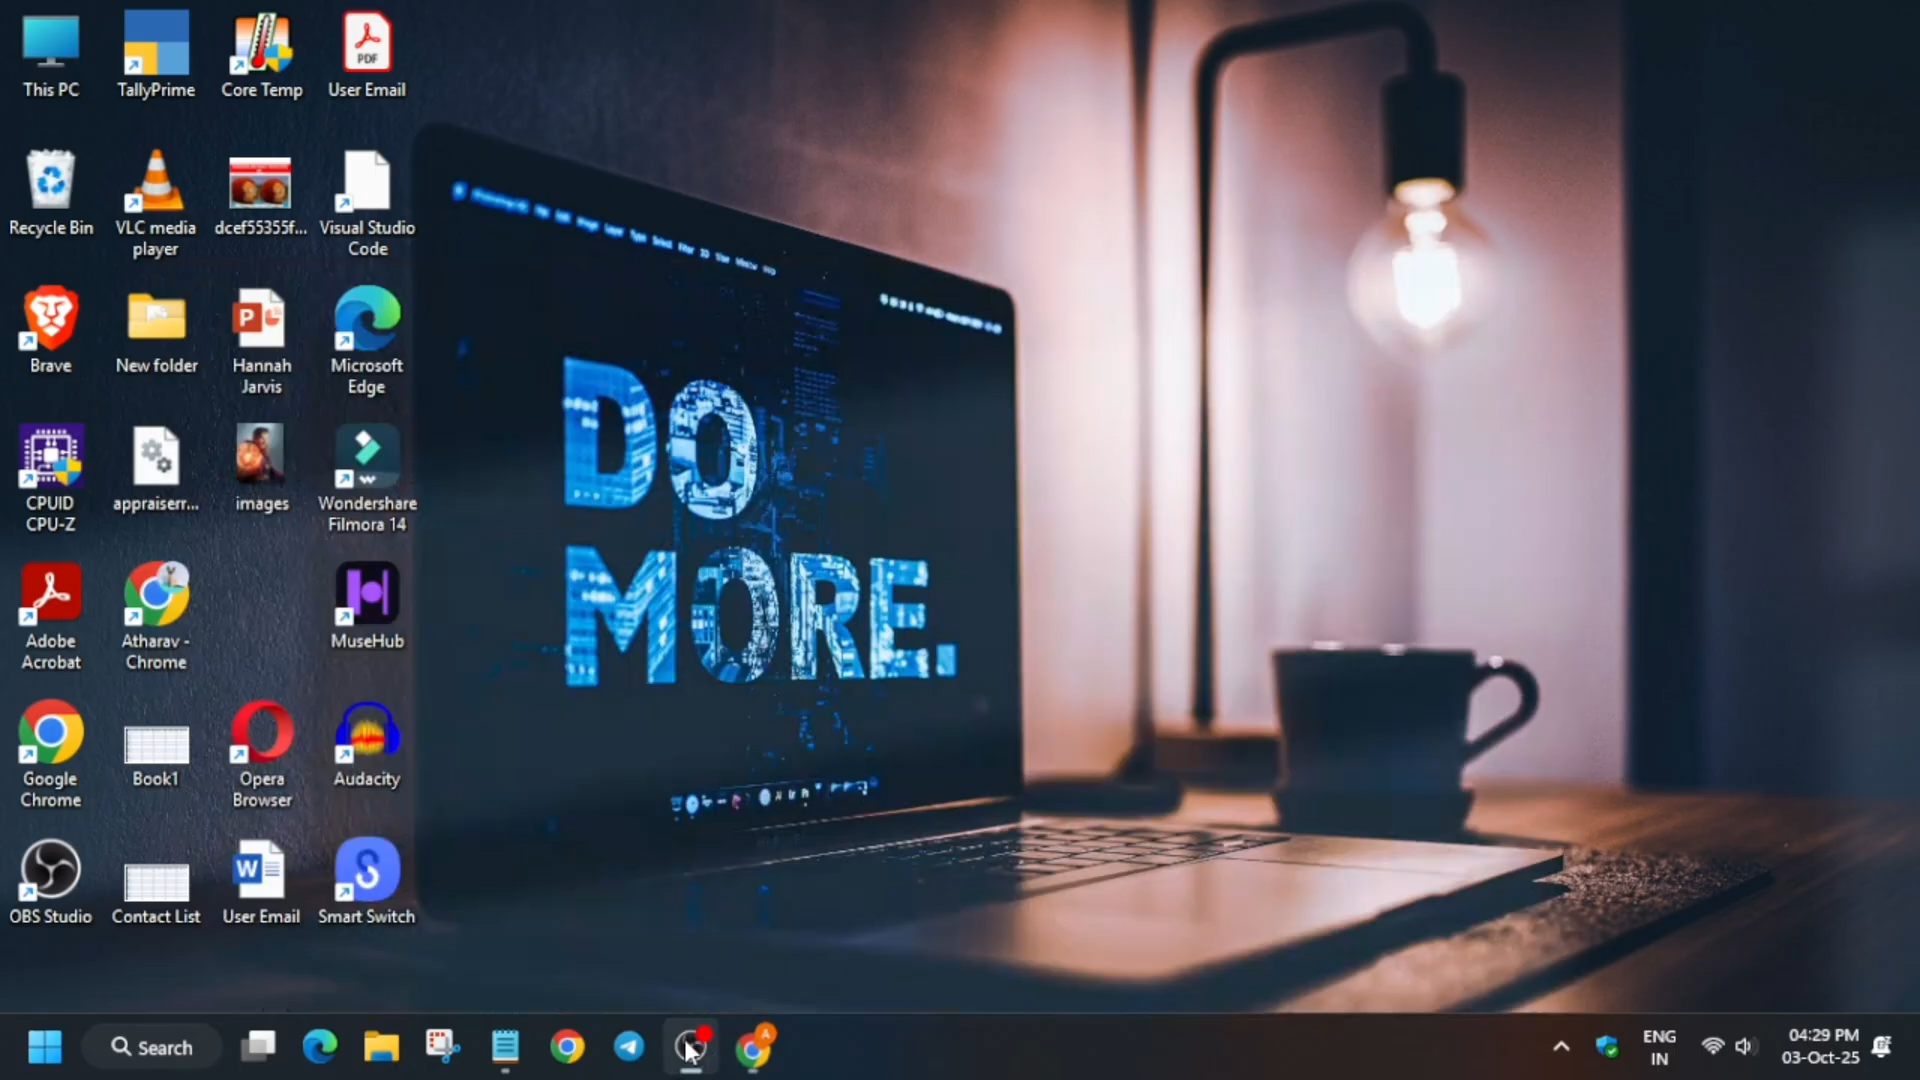 This PC
TallyPrime
Core Temp
PDF
User Email
Recycle Bin
VLC media
player
dcef55355f...
Visual Studio
Code
Brave
New folder
Hannah
Jarvis
Microsoft
Edge
CPUID
CPU-Z
appraiserr...
images
Wondershare
Filmora 14
Adobe
Acrobat
Atharav -
Chrome
MuseHub
Google
Chrome
Book1
Opera
Browser
Audacity
OBS Studio
Contact List
User Email
Smart Switch
DO
MORE.
Search
A
ENG
IN
04:29 PM
03-Oct-25